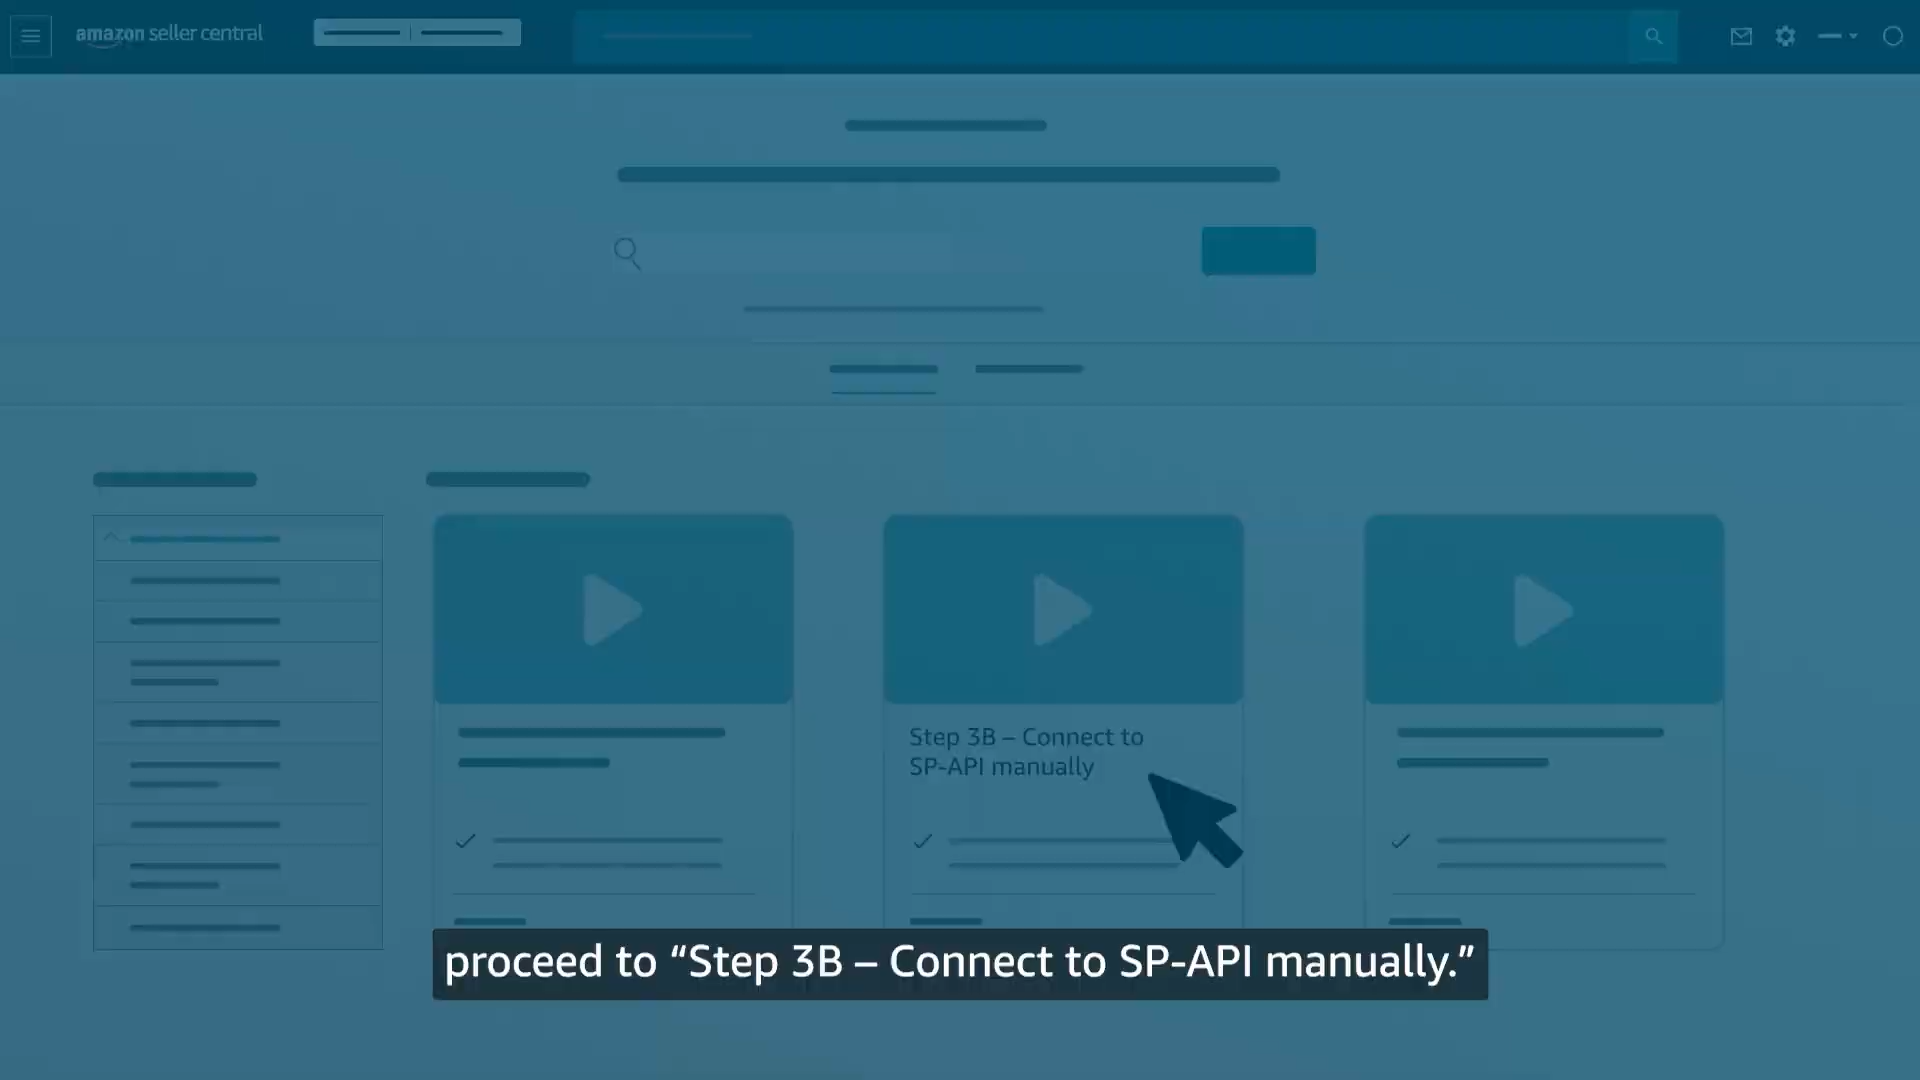 amazon seller central
Step 3B – Connect to
SP-API manually
proceed to “Step 3B – Connect to SP-API manually.”